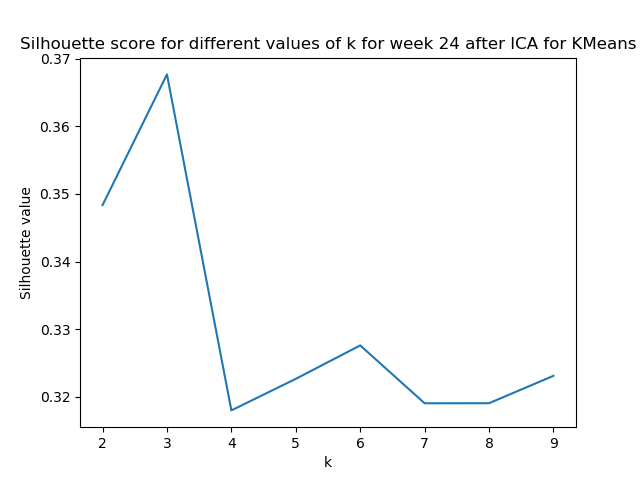 Silhouette score for different values of k for week 24 after ICA for KMeans
0.37
0.36
0.35
0.34
0.33
0.32
Silhouette value
2 3 4 5 6 7 8 9
k